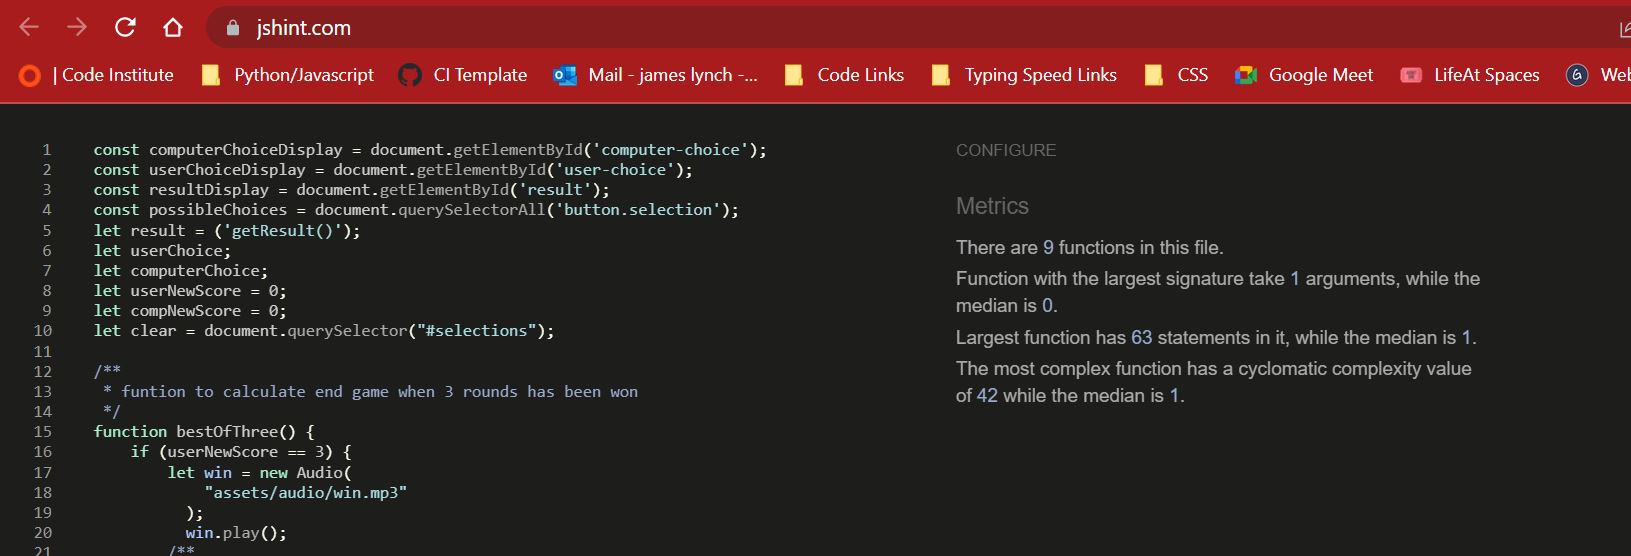 jshint.com
| Code Institute Python/Javascript CI Template Mail - james lynch -... Code Links Typing Speed Links CSS Google Meet LifeAt Spaces Web
1 const computerChoiceDisplay = document.getElementById('computer-choice');
2 const userChoiceDisplay = document.getElementById('user-choice');
3 const resultDisplay = document.getElementById('result');
4 const possibleChoices = document.querySelectorAll('button.selection');
5 let result = ('getResult()');
6 let userChoice;
7 let computerChoice;
8 let userNewScore = 0;
9 let compNewScore = 0;
10 let clear = document.querySelector("#selections");
11
12 /**
13 * funtion to calculate end game when 3 rounds has been won
14 */
15 function bestOfThree() {
16 if (userNewScore == 3) {
17 let win = new Audio(
18 "assets/audio/win.mp3"
19 );
20 win.play();
21 /**
CONFIGURE
Metrics
There are 9 functions in this file.
Function with the largest signature take 1 arguments, while the
median is 0.
Largest function has 63 statements in it, while the median is 1.
The most complex function has a cyclomatic complexity value
of 42 while the median is 1.